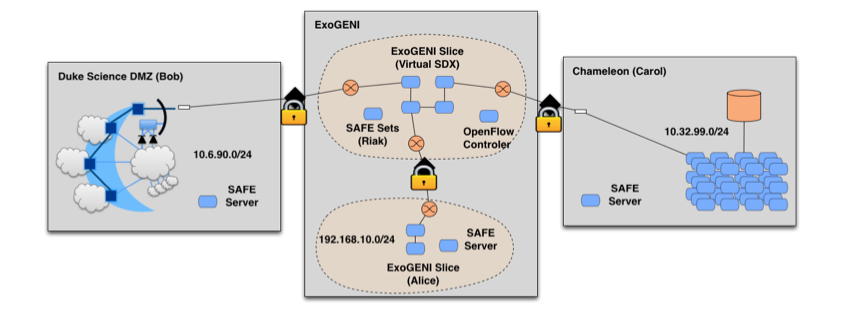 ExoGENI
ExoGENI Slice
(Virtual SDX)
SAFE Sets
(Riak)
OpenFlow
Controler
Duke Science DMZ (Bob)
10.6.90.0/24
SAFE
Server
Chameleon (Carol)
10.32.99.0/24
SAFE
Server
192.168.10.0/24
SAFE
Server
ExoGENI Slice
(Alice)